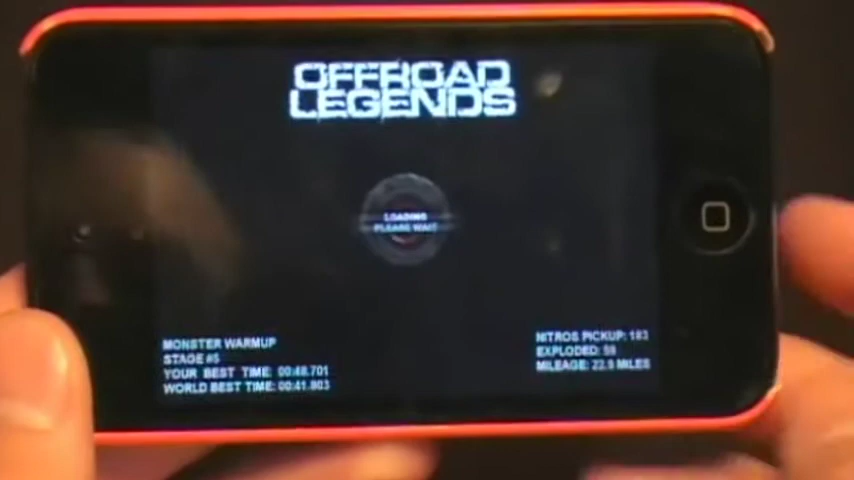 OFFROAD
LEGENDS
LOADING
PLEASE WAIT
MONSTER WARMUP
STAGE #5
YOUR BEST TIME: 00:48.701
WORLD BEST TIME: 00:41.803
NITROS PICKUP: 183
EXPLODED: 59
MILEAGE: 22.9 MILES